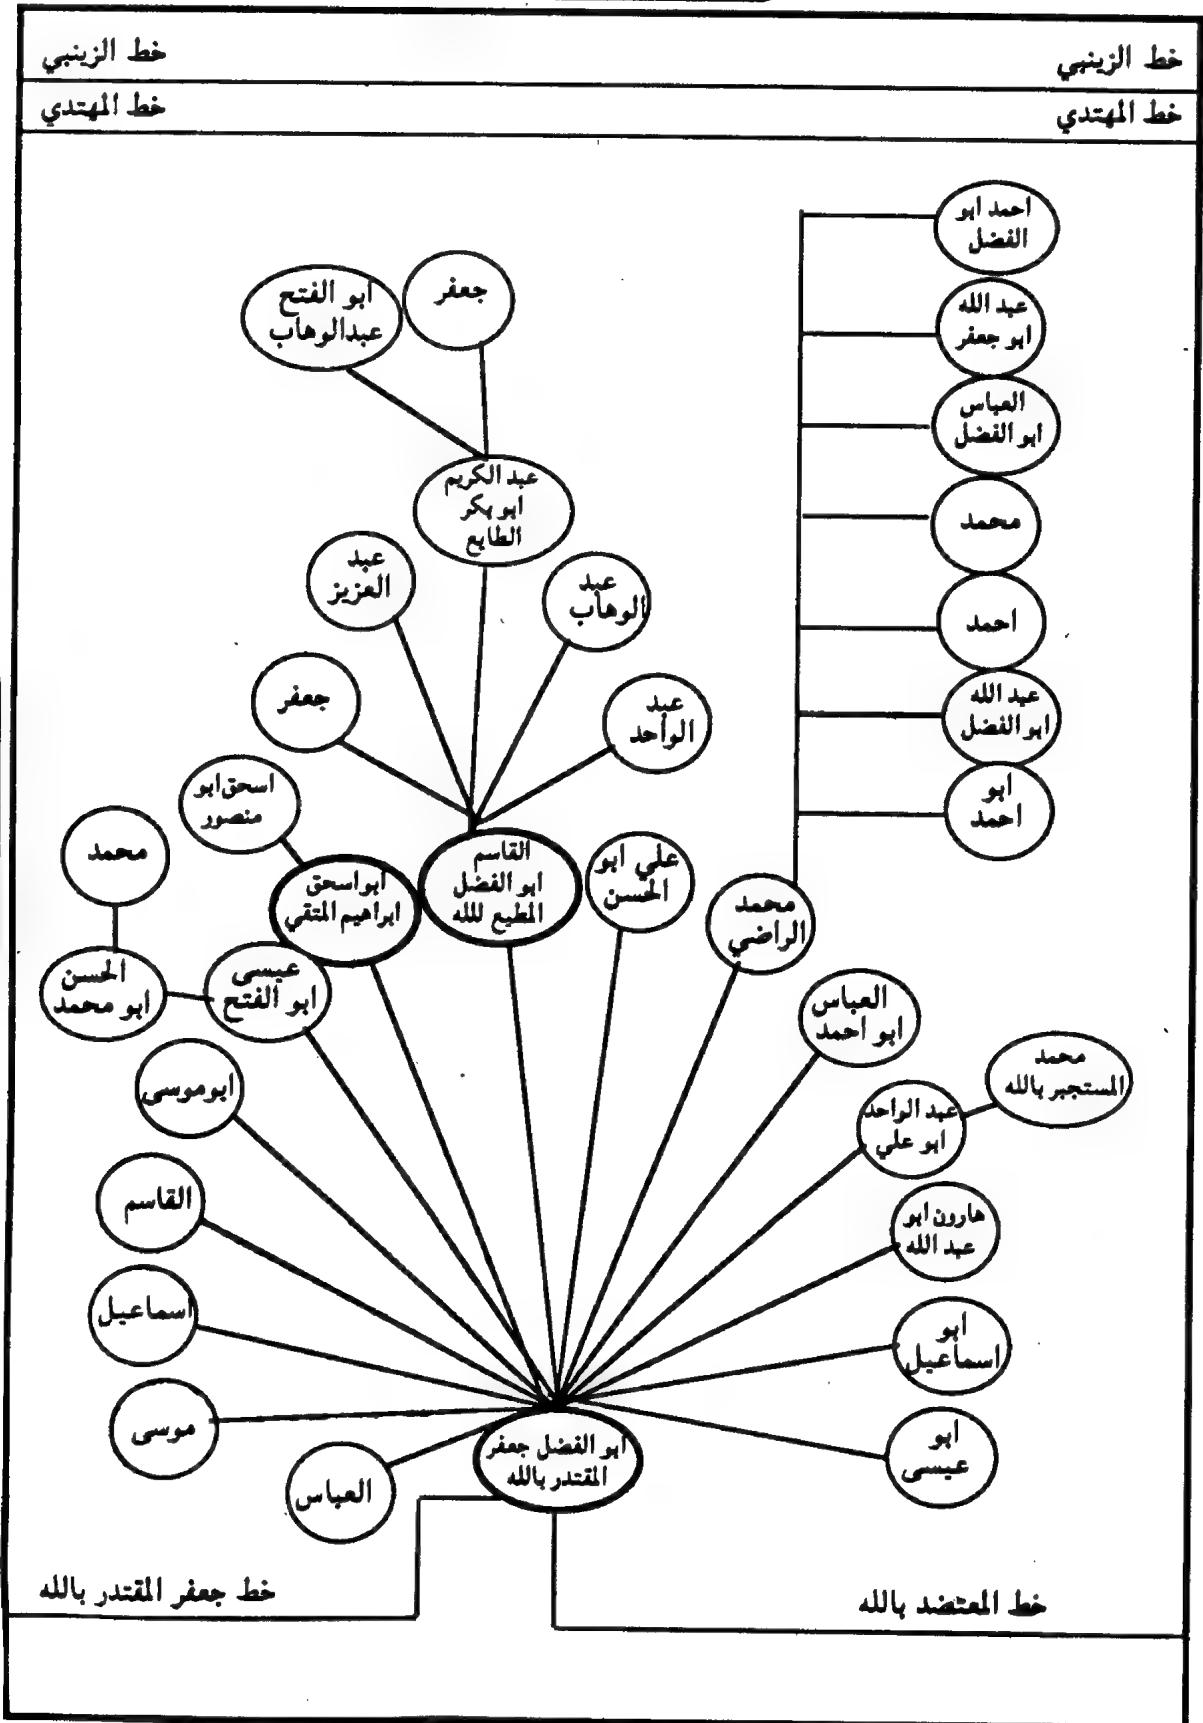 خط الزينبي
خط الزينبي
خط المهتدي
خط المهتدي
احمد ابو
الفضل
عبد الله
ابو جعفر
العباس
ابو الفضل
محمد
احمد
عبد الله
ابو الفضل
ابو
احمد
جعفر
ابو الفتح
عبدالوهاب
عبد الكريم
ابو بكر
الطايع
عبد
الوهاب
عبد
العزيز
عبد
الواحد
جعفر
اسحق ابو
منصور
محمد
محمد
الراضي
علي ابو
الحسن
القاسم
ابو الفضل
المطيع لله
ابو اسحق
ابراهيم المتقي
عيسى
ابو الفتح
الحسن
ابو محمد
العباس
ابو احمد
محمد
المستجير بالله
عبد الواحد
ابو علي
ابو موسى
هارون ابو
عبد الله
القاسم
ابو
اسماعيل
اسماعيل
ابو
عيسى
موسى
ابو الفضل جعفر
المقتدر بالله
العباس
خط المعتضد بالله
خط جعفر المقتدر بالله